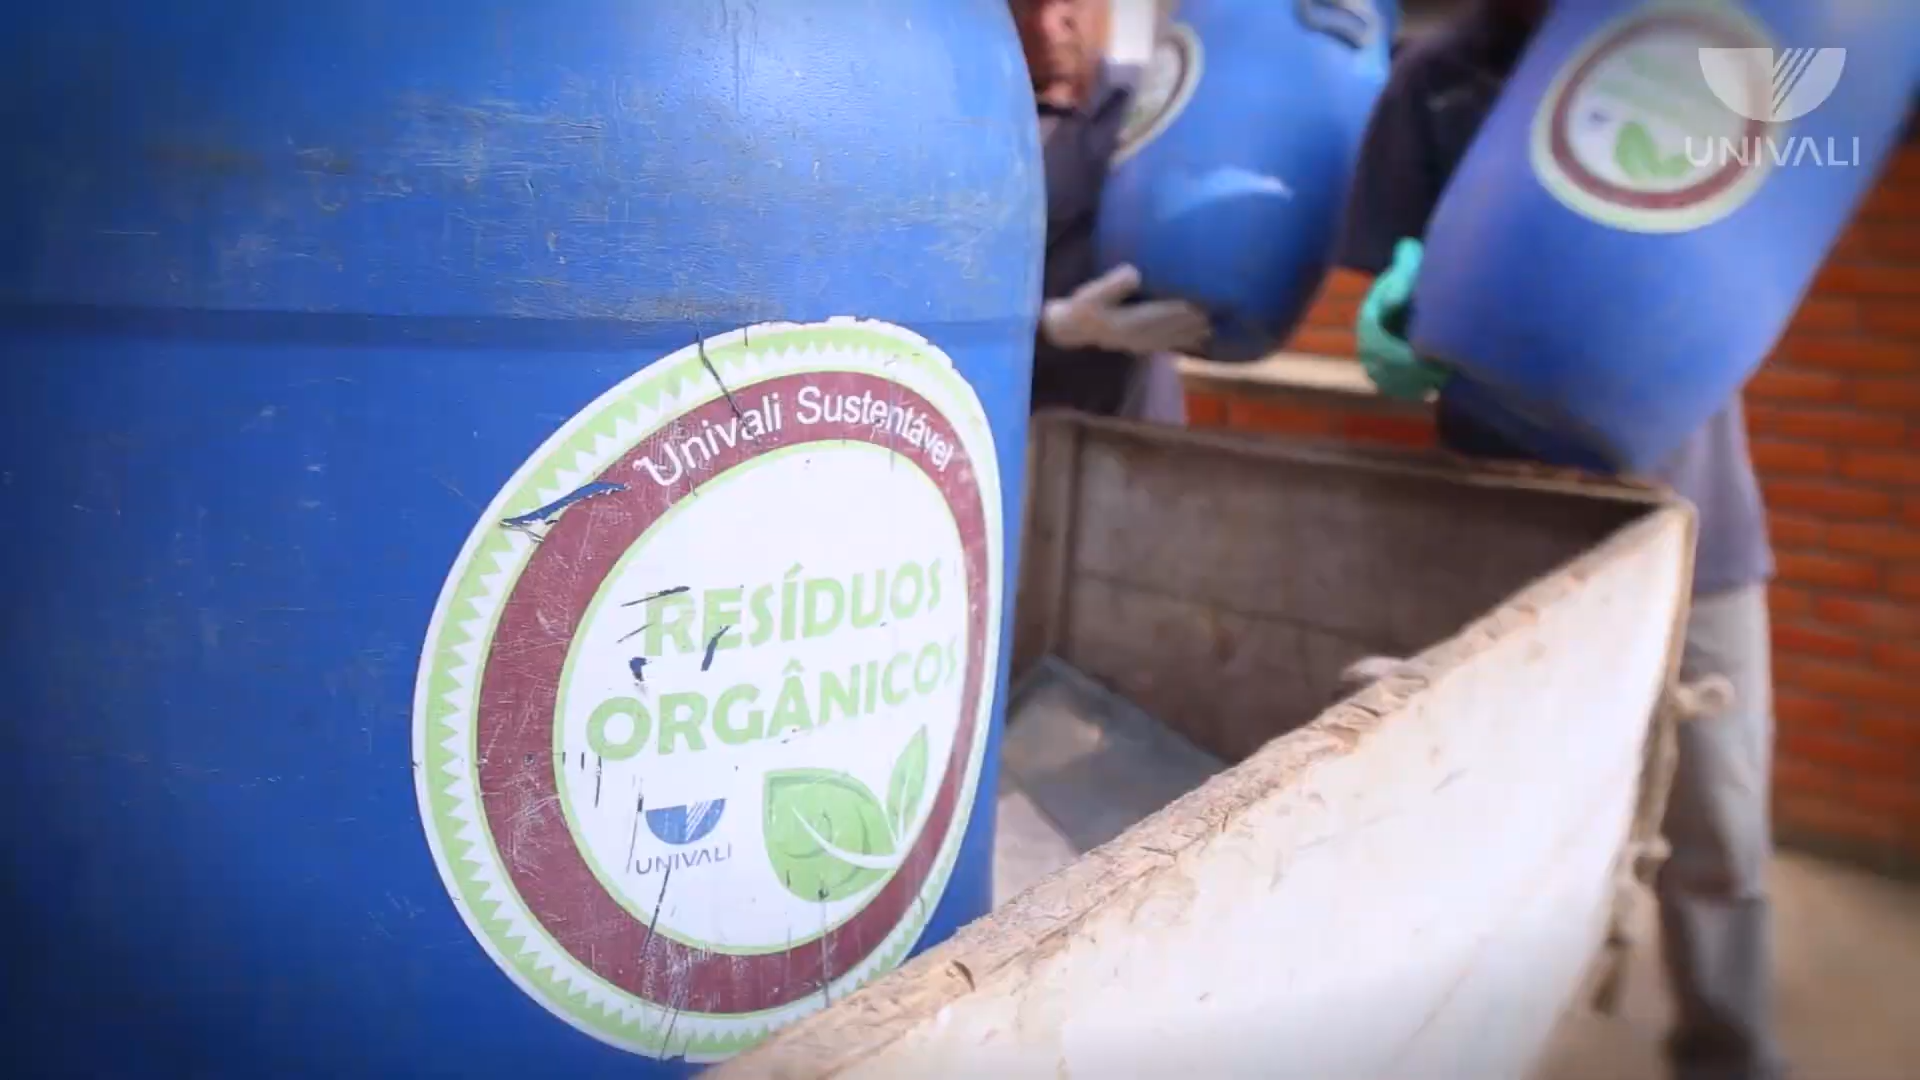 UNIVALI
Univali Sustentável
RESÍDUOS
ORGÂNICOS
UNIVALI